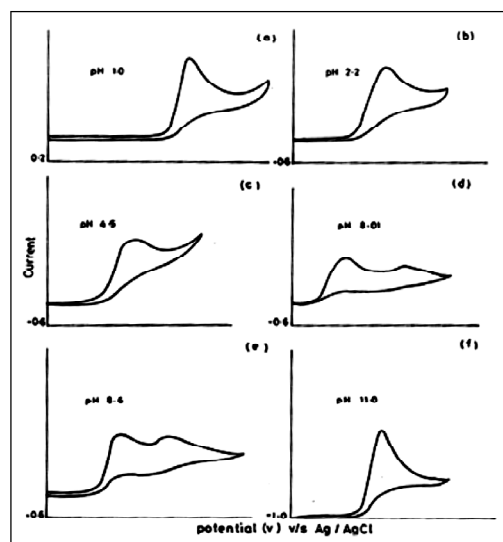 (a)
pH 1·0
0·2
(b)
pH 2·2
-0·6
(c)
pH 4·5
-0·6
(d)
pH 8·01
-0·6
(e)
pH 8·4
-0·6
(f)
pH 11·0
-1·0
Current
potential (v) v/s Ag/AgCl